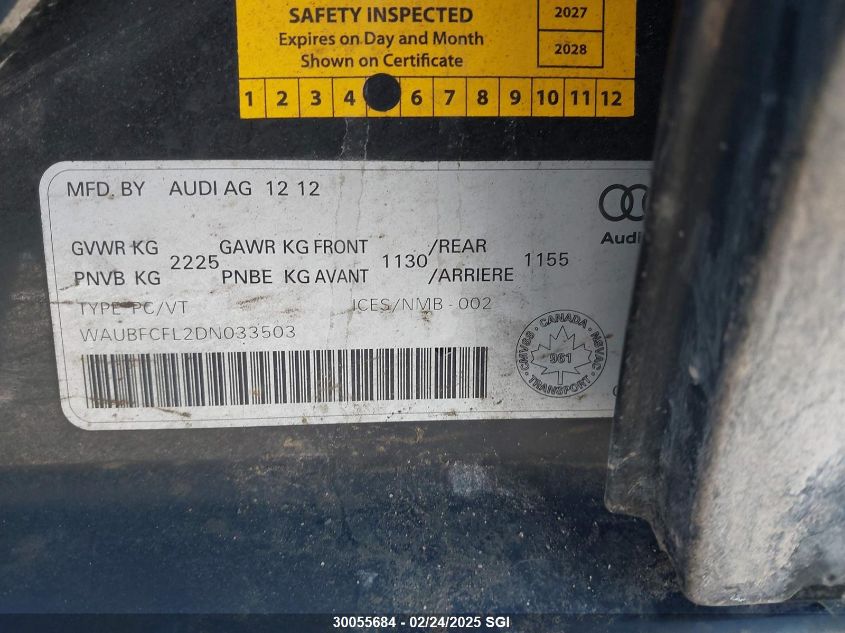 SAFETY INSPECTED
Expires on Day and Month
Shown on Certificate
2027
2028
1 2 3 4 6 7 8 9 10 11 12
MFD. BY AUDI AG 12 12
Audi
GVWR KG 2225 GAWR KG FRONT 1130 /REAR 1155
PNVB KG PNBE KG AVANT /ARRIERE
TYPE PC/VT ICES/NMB-002
WAUBFCFL2DN033503
CANADA
CMVSS NSVAC
961
TRANSPORT
30055684 - 02/24/2025 SGI